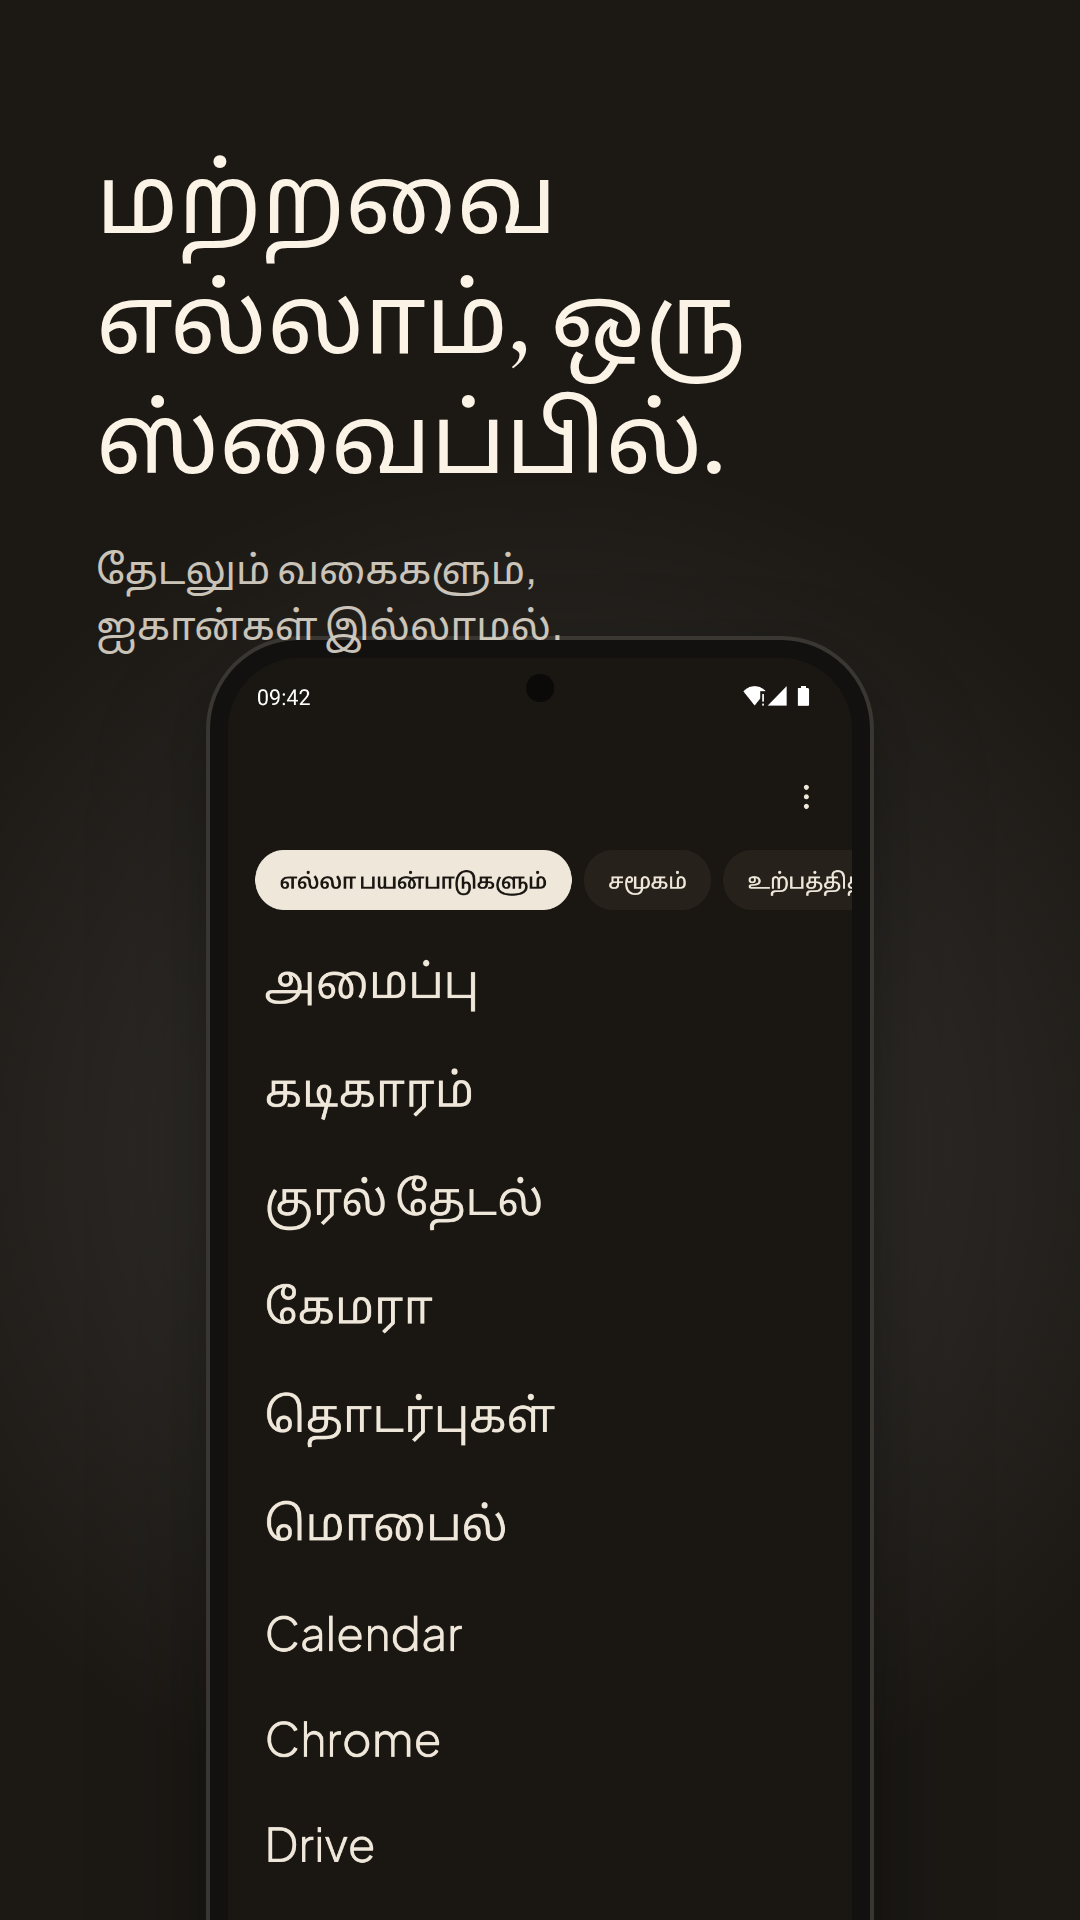 மற்றவை
எல்லாம், ஒரு
ஸ்வைப்பில்.
தேடலும் வகைகளும்,
ஐகான்கள் இல்லாமல்.
09:42
எல்லா பயன்பாடுகளும் சமூகம்
அமைப்பு
கடிகாரம்
குரல் தேடல்
கேமரா
தொடர்புகள்
மொபைல்
Calendar
Chrome
Drive